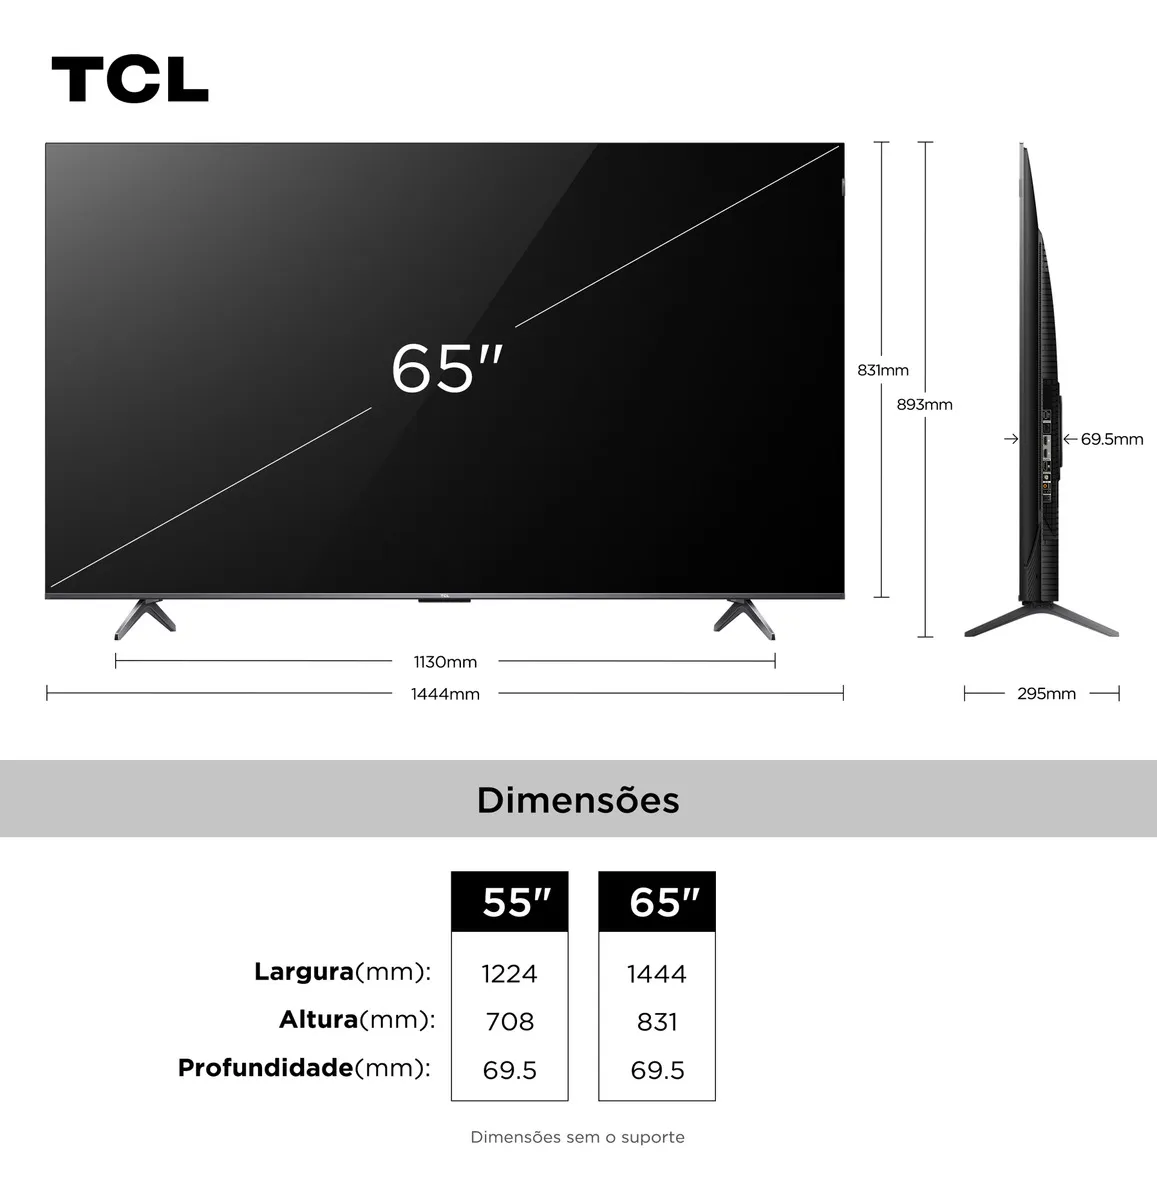 TCL
65"
831mm
893mm
69.5mm
TCL
1130mm
1444mm
295mm
Dimensões
55" 65"
Largura(mm): 1224 1444
Altura(mm): 708 831
Profundidade(mm): 69.5 69.5
Dimensões sem o suporte